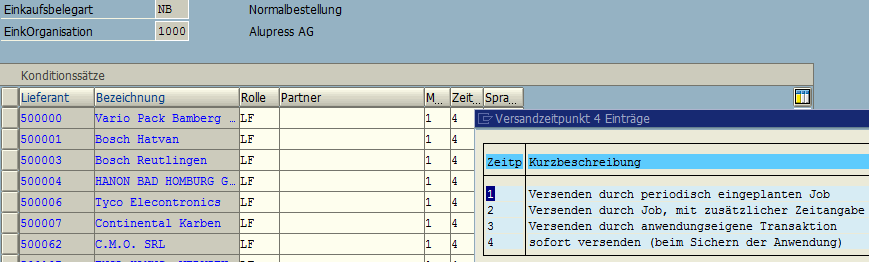 Einkaufsbelegart NB Normalbestellung
EinkOrganisation 1000 Alupress AG
Konditionssätze
Lieferant Bezeichnung Rolle Partner M... Zeit... Spra...
500000 Vario Pack Bamberg … LF 1 4
500001 Bosch Hatvan LF 1 4
500003 Bosch Reutlingen LF 1 4
500004 HANON BAD HOMBURG G… LF 1 4
500006 Tyco Elecontronics LF 1 4
500007 Continental Karben LF 1 4
500062 C.M.O. SRL LF 1 4
Versandzeitpunkt 4 Einträge
Zeitp Kurzbeschreibung
1 Versenden durch periodisch eingeplanten Job
2 Versenden durch Job, mit zusätzlicher Zeitangabe
3 Versenden durch anwendungseigene Transaktion
4 sofort versenden (beim Sichern der Anwendung)